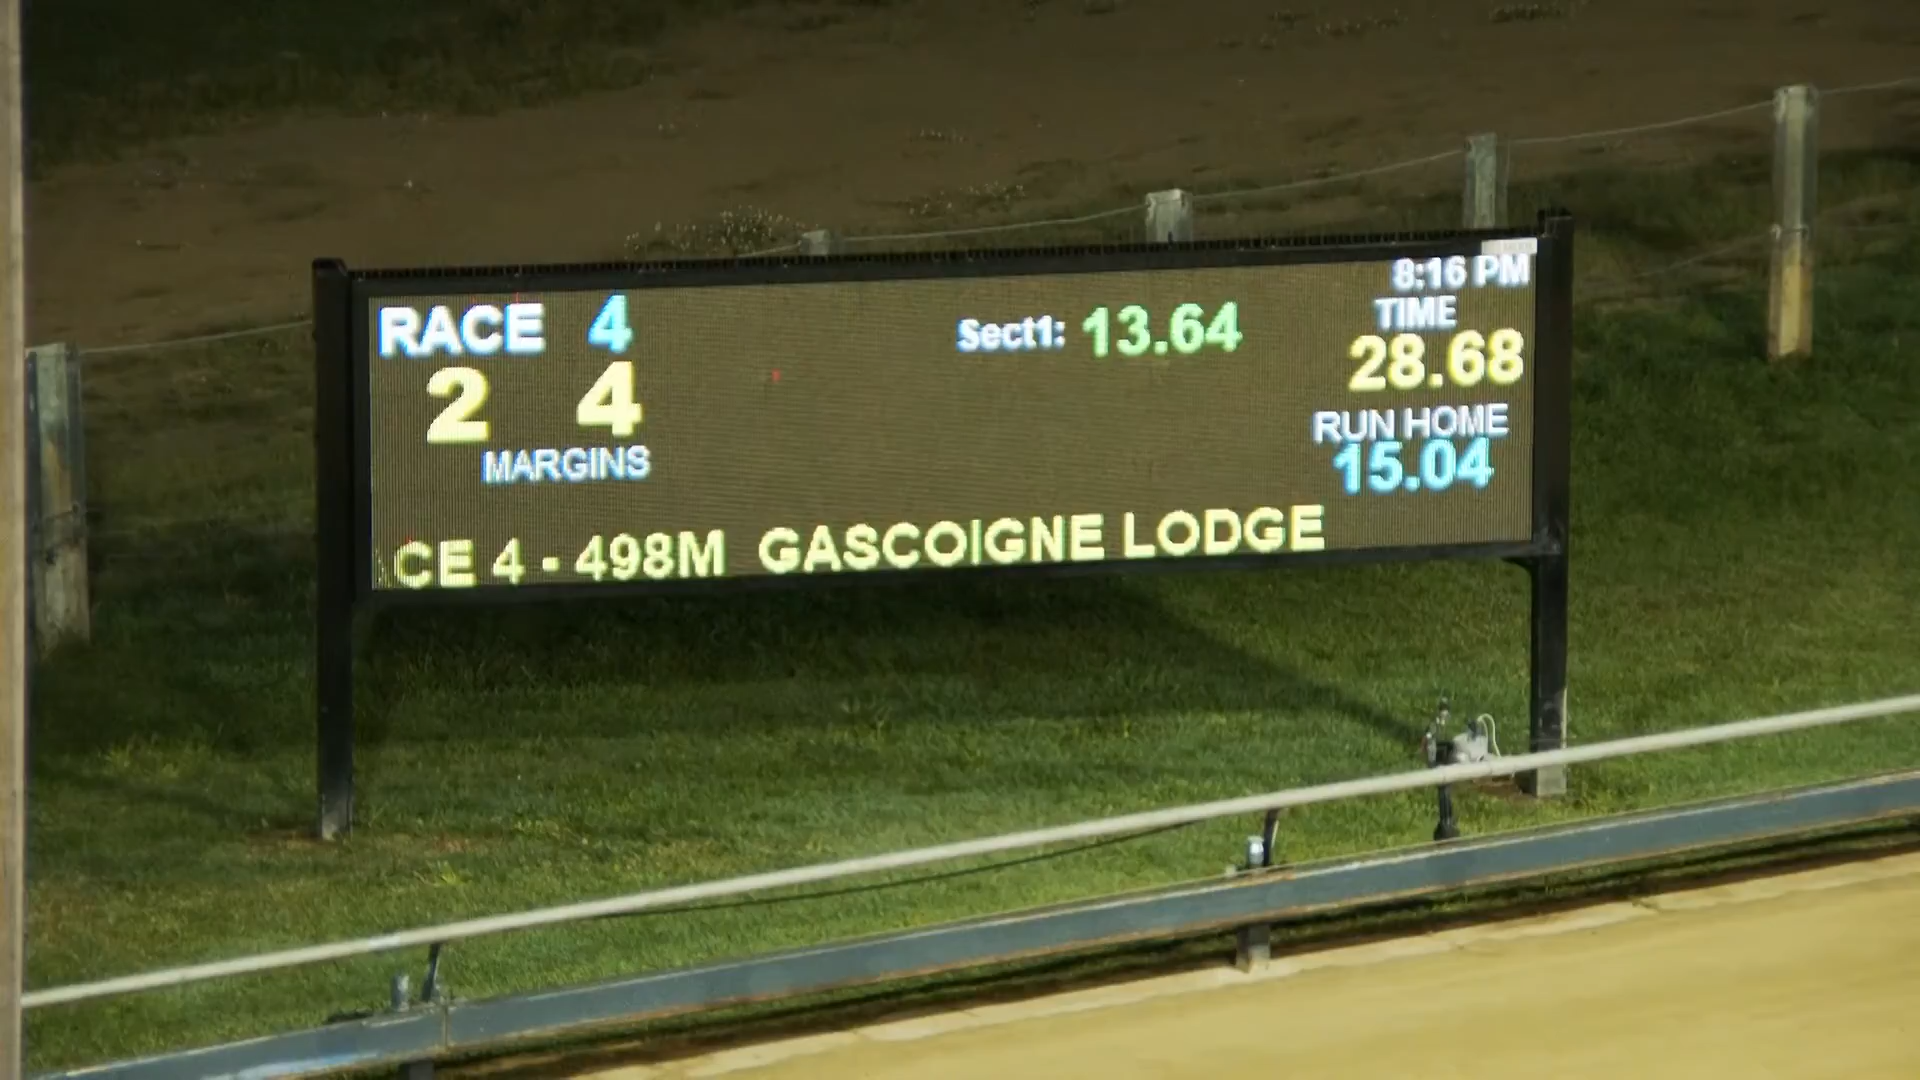 8:16 PM
RACE 4
Sect1: 13.64
TIME
28.68
2 4
RUN HOME
15.04
MARGINS
CE 4 - 498M GASCOIGNE LODGE